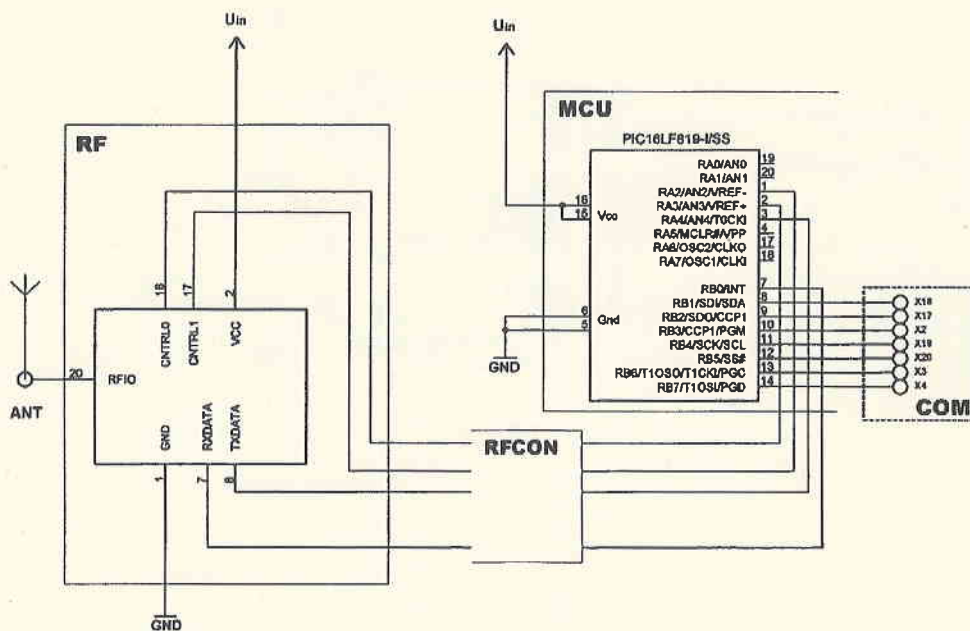 Uin
Uin
RF
MCU
PIC16LF819-I/SS
RA0/AN0 19
RA1/AN1 20
RA2/AN2/VREF- 1
RA3/AN3/VREF+ 2
RA4/AN4/T0CKI 3
RA5/MCLR#/VPP 4
RA6/OSC2/CLKO 17
RA7/OSC1/CLKI 18
16
15
Vcc
RB0/INT 7
RB1/SDI/SDA 8
RB2/SDO/CCP1 9
RB3/CCP1/PGM 10
RB4/SCK/SCL 11
RB5/SS# 12
RB6/T1OSO/T1CKI/PGC 13
RB7/T1OSI/PGD 14
6
5
Gnd
GND
X18
X17
X2
X19
X20
X3
X4
COM
18
17
2
CNTRL0
CNTRL1
VCC
20
RFIO
ANT
GND
RXDATA
TXDATA
1
7
8
RFCON
GND